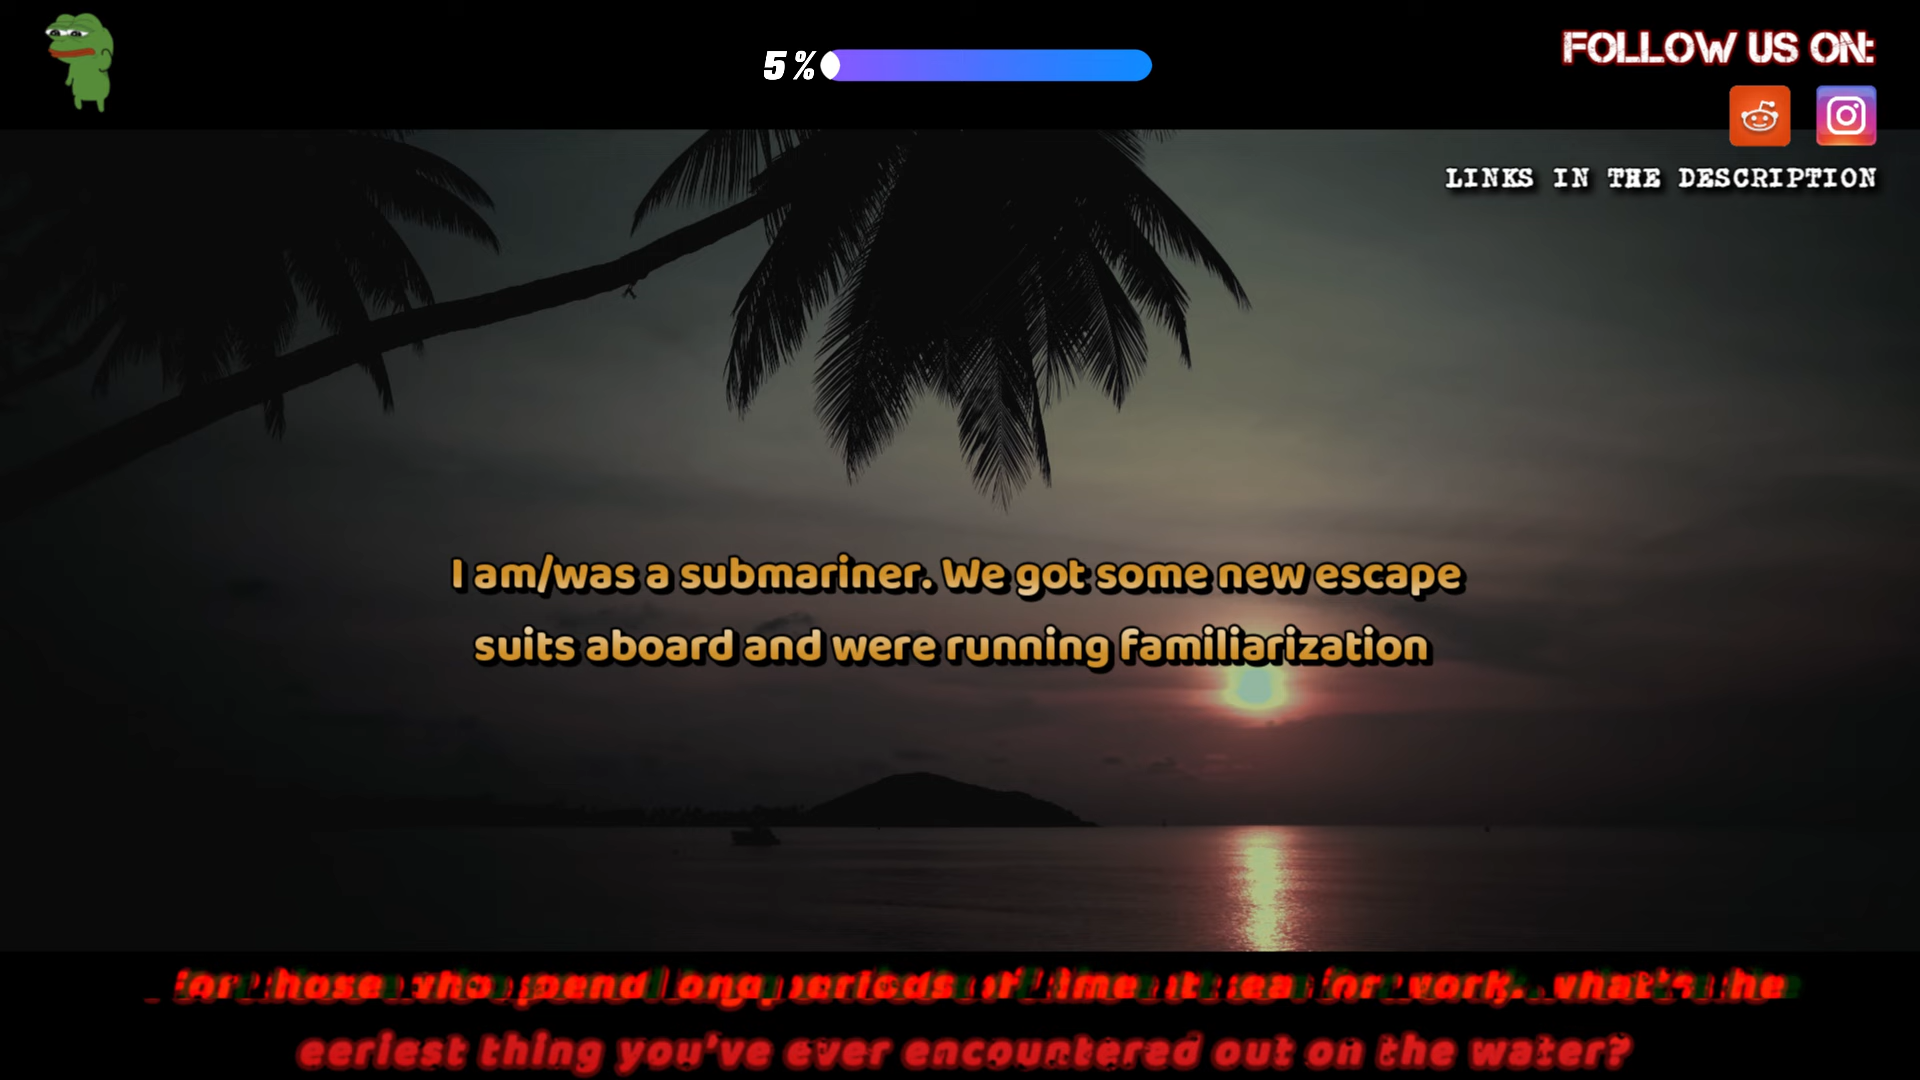 5%
FOLLOW US ON:
LINKS IN THE DESCRIPTION
I am/was a submariner. We got some new escape
suits aboard and were running familiarization
For those who spend long periods of time at sea for work, what's the
eeriest thing you've ever encountered out on the water?